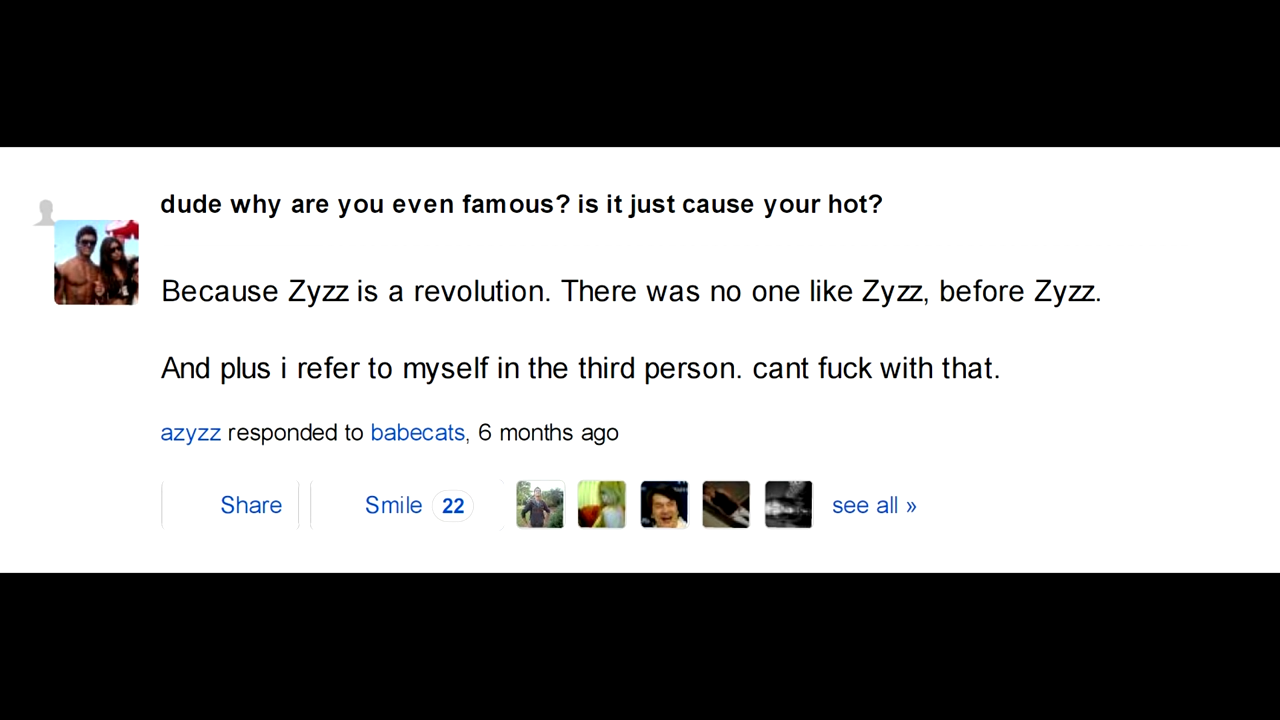 dude why are you even famous? is it just cause your hot?
Because Zyzz is a revolution. There was no one like Zyzz, before Zyzz.
And plus i refer to myself in the third person. cant fuck with that.
azyzz responded to babecats, 6 months ago
Share Smile 22 see all »